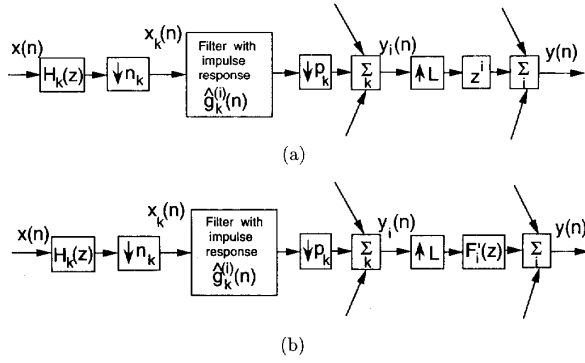 x(n)
H_k(z)
↓n_k
x_k(n)
Filter with
impulse
response
ĝ_k^(i)(n)
↓p_k
Σ
k
y_i(n)
↑L
z^i
Σ
i
y(n)
(a)
x(n)
H_k(z)
↓n_k
x_k(n)
Filter with
impulse
response
ĝ_k^(i)(n)
↓p_k
Σ
k
y_i(n)
↑L
F_i'(z)
Σ
i
y(n)
(b)